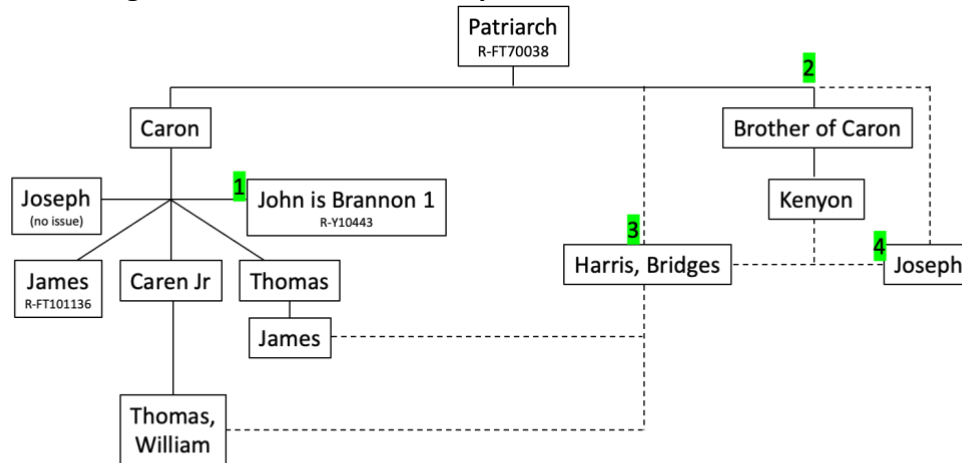 Patriarch
R-FT70038
2
Caron
Brother of Caron
Joseph
(no issue)
1
John is Brannon 1
R-Y10443
Kenyon
3
4
James
R-FT101136
Caren Jr
Thomas
Harris, Bridges
Joseph
James
Thomas,
William